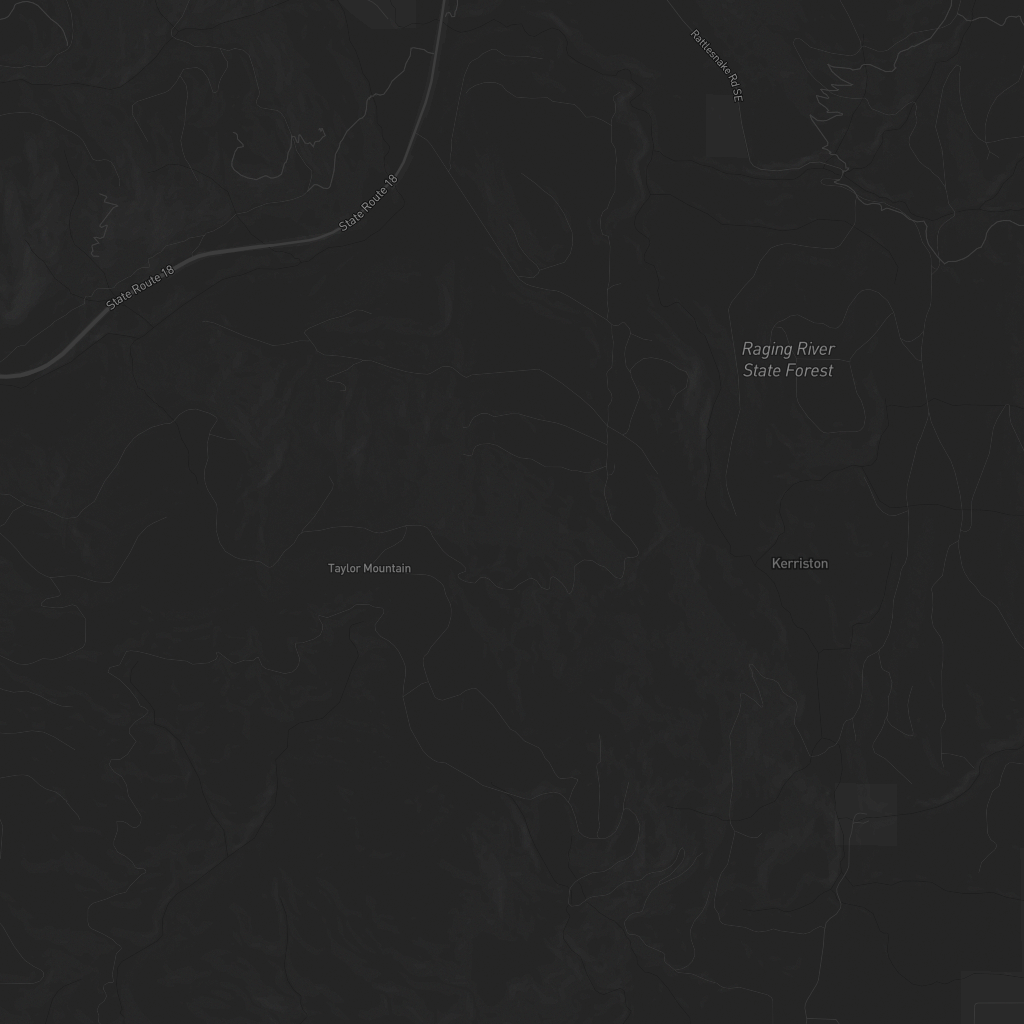 Rattlesnake Rd SE
State Route 18
State Route 18
Raging River
State Forest
Kerriston
Taylor Mountain